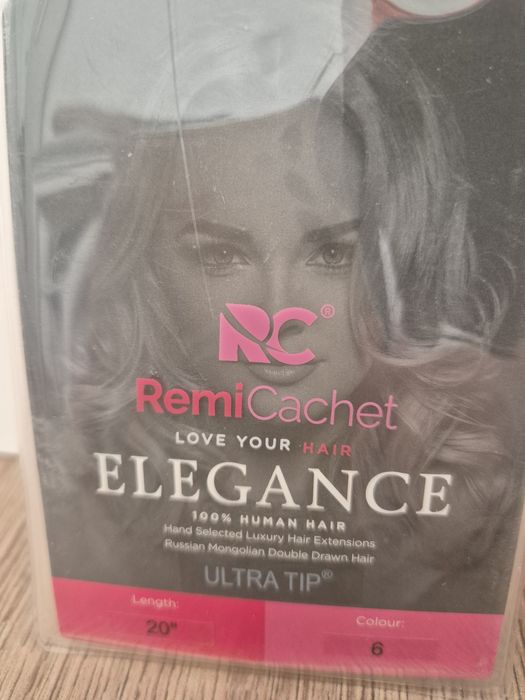 RC®
RemiCachet
LOVE YOUR HAIR
ELEGANCE
100% HUMAN HAIR
Hand Selected Luxury Hair Extensions
Russian Mongolian Double Drawn Hair
ULTRA TIP®
Length:
20"
Colour:
6